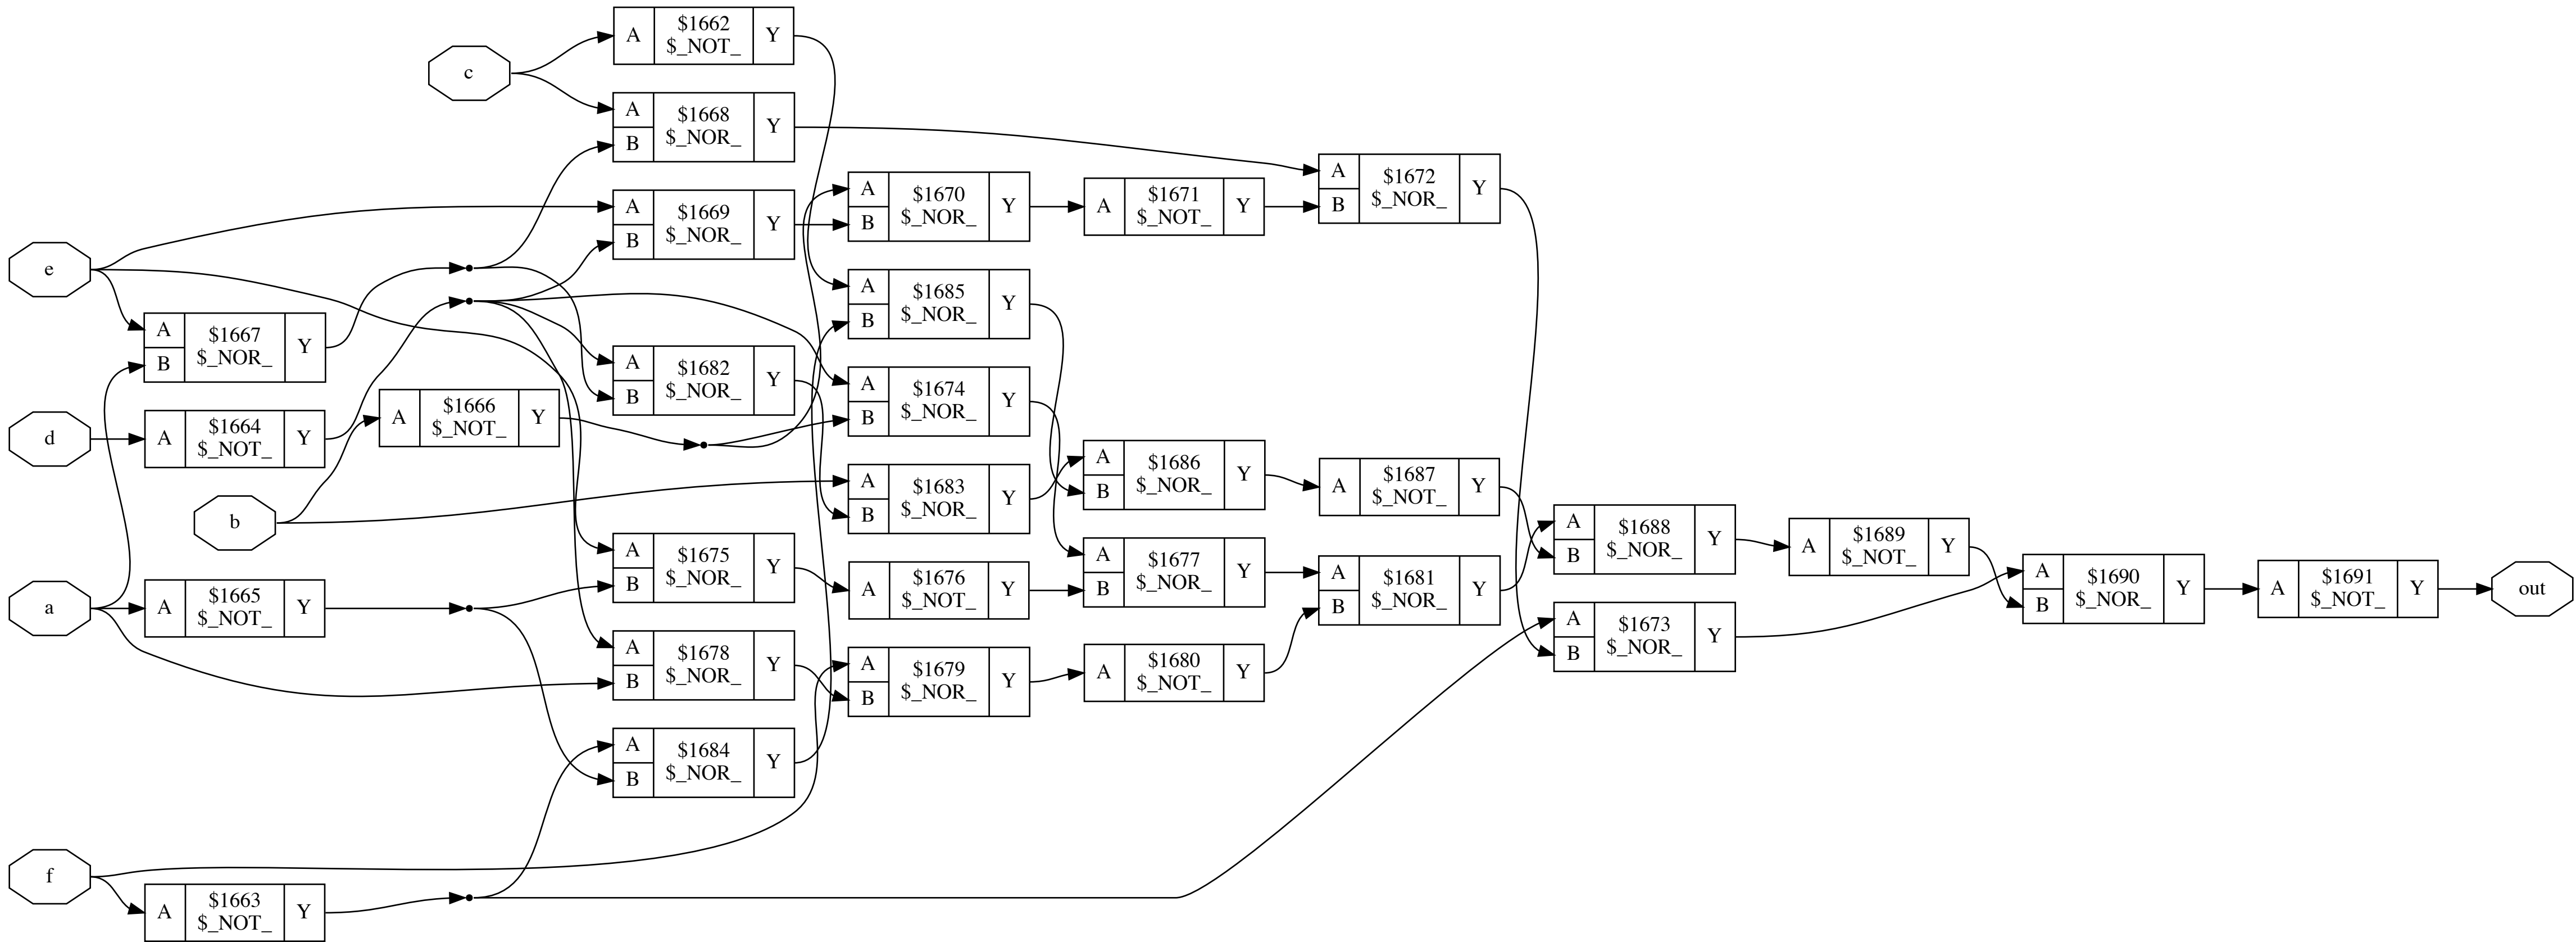 c
A $1662 Y
$_NOT_
A $1668 Y
B $_NOR_
e
A $1669 Y
B $_NOR_
A $1670 Y
B $_NOR_
A $1671 Y
$_NOT_
A $1672 Y
B $_NOR_
A $1667 Y
B $_NOR_
A $1685 Y
B $_NOR_
d
A $1664 Y
$_NOT_
A $1666 Y
$_NOT_
A $1682 Y
B $_NOR_
A $1674 Y
B $_NOR_
b
A $1683 Y
B $_NOR_
A $1686 Y
B $_NOR_
A $1687 Y
$_NOT_
a
A $1665 Y
$_NOT_
A $1675 Y
B $_NOR_
A $1676 Y
$_NOT_
A $1677 Y
B $_NOR_
A $1681 Y
B $_NOR_
A $1688 Y
B $_NOR_
A $1689 Y
$_NOT_
A $1690 Y
B $_NOR_
A $1691 Y
$_NOT_
out
A $1678 Y
B $_NOR_
A $1679 Y
B $_NOR_
A $1680 Y
$_NOT_
A $1673 Y
B $_NOR_
A $1684 Y
B $_NOR_
f
A $1663 Y
$_NOT_